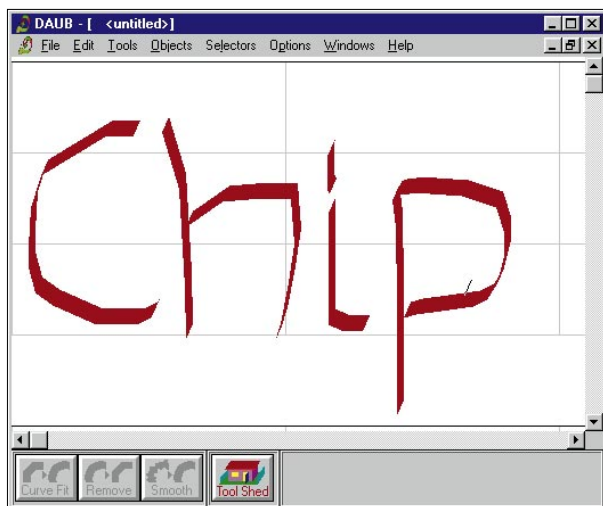 DAUB - [ <untitled>]
File Edit Tools Objects Selectors Options Windows Help
Chip
Curve Fit Remove Smooth Tool Shed